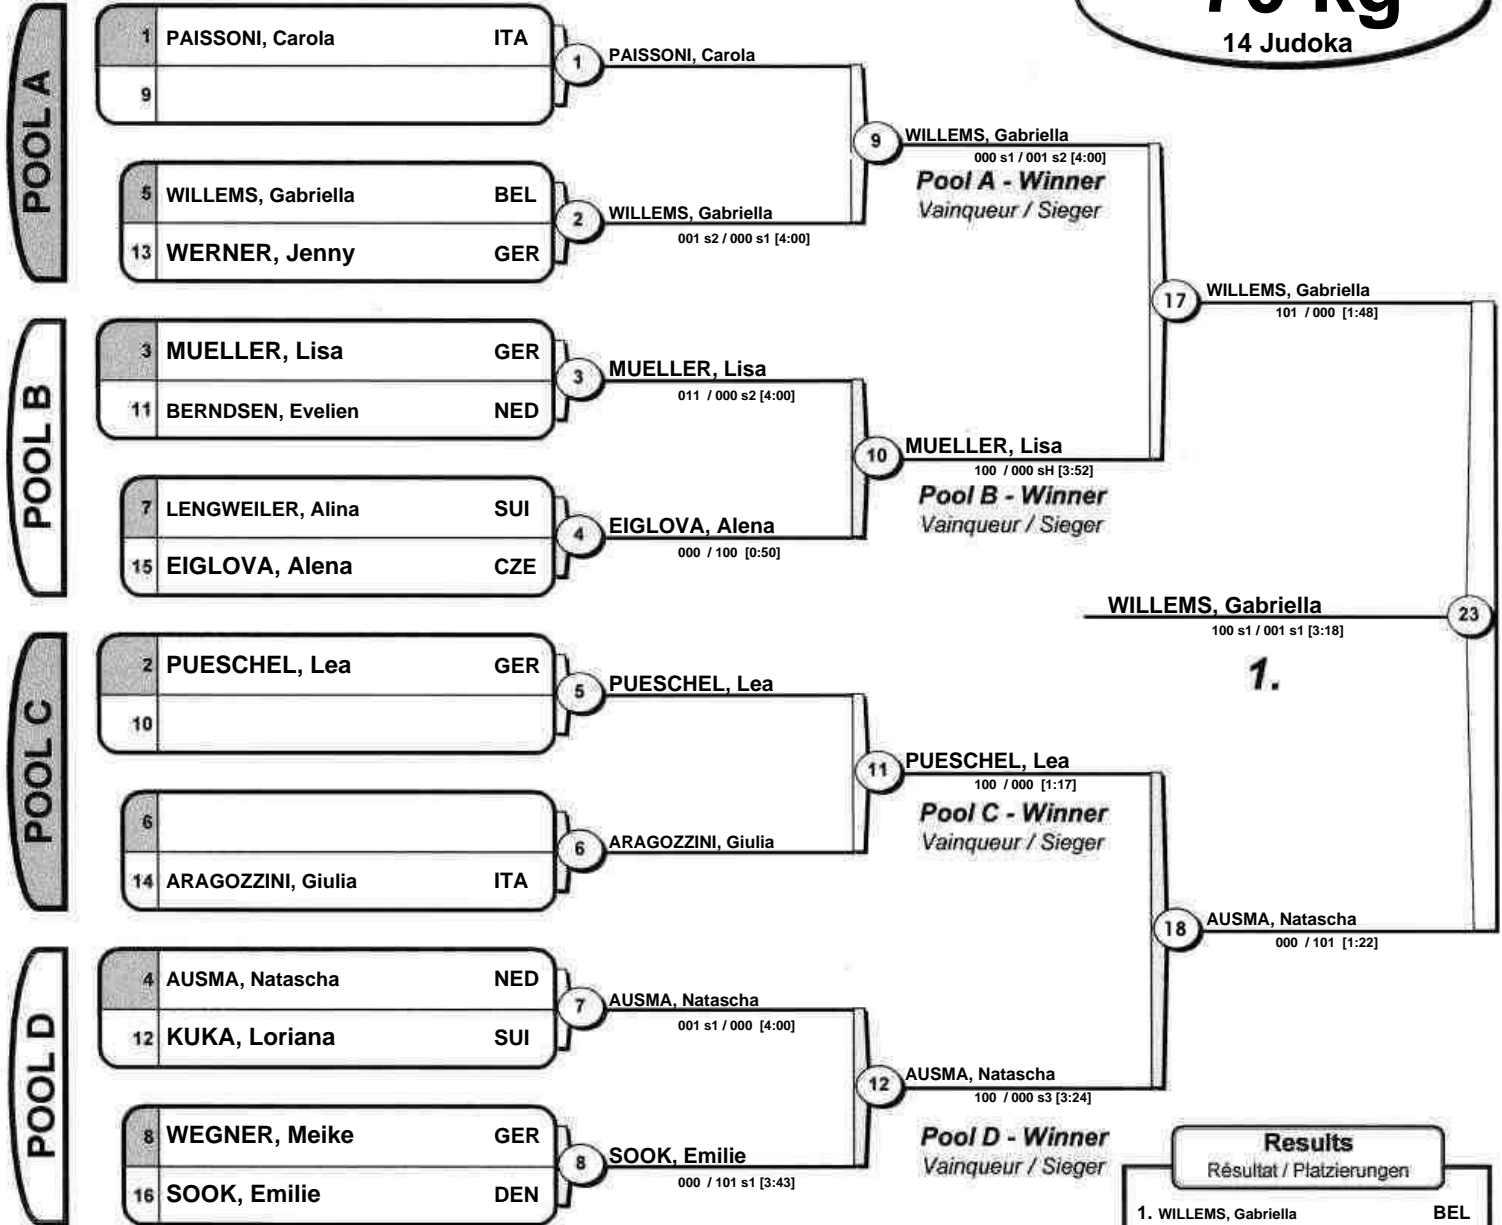 70 kg
14 Judoka
POOL A
1 PAISSONI, Carola ITA
9
1
PAISSONI, Carola
5 WILLEMS, Gabriella BEL
13 WERNER, Jenny GER
2
WILLEMS, Gabriella
001 s2 / 000 s1 [4:00]
9
WILLEMS, Gabriella
000 s1 / 001 s2 [4:00]
Pool A - Winner
Vainqueur / Sieger
POOL B
3 MUELLER, Lisa GER
11 BERNDSEN, Evelien NED
3
MUELLER, Lisa
011 / 000 s2 [4:00]
7 LENGWEILER, Alina SUI
15 EIGLOVA, Alena CZE
4
EIGLOVA, Alena
000 / 100 [0:50]
10
MUELLER, Lisa
100 / 000 sH [3:52]
Pool B - Winner
Vainqueur / Sieger
17
WILLEMS, Gabriella
101 / 000 [1:48]
WILLEMS, Gabriella
23
100 s1 / 001 s1 [3:18]
1.
POOL C
2 PUESCHEL, Lea GER
10
5
PUESCHEL, Lea
6
14 ARAGOZZINI, Giulia ITA
6
ARAGOZZINI, Giulia
11
PUESCHEL, Lea
100 / 000 [1:17]
Pool C - Winner
Vainqueur / Sieger
POOL D
4 AUSMA, Natascha NED
12 KUKA, Loriana SUI
7
AUSMA, Natascha
001 s1 / 000 [4:00]
8 WEGNER, Meike GER
16 SOOK, Emilie DEN
8
SOOK, Emilie
000 / 101 s1 [3:43]
12
AUSMA, Natascha
100 / 000 s3 [3:24]
Pool D - Winner
Vainqueur / Sieger
18
AUSMA, Natascha
000 / 101 [1:22]
Results
Résultat / Platzierungen
1. WILLEMS, Gabriella BEL